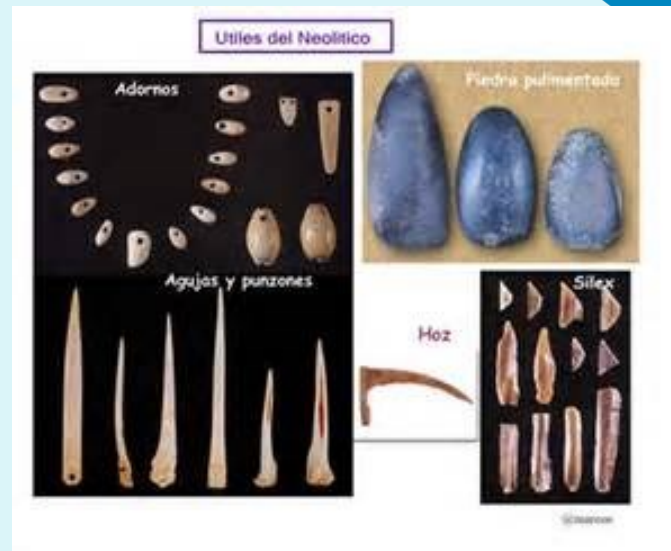 Utiles del Neolitico
Adornos
Piedra pulimentada
Agujas y punzones
Silex
Hoz